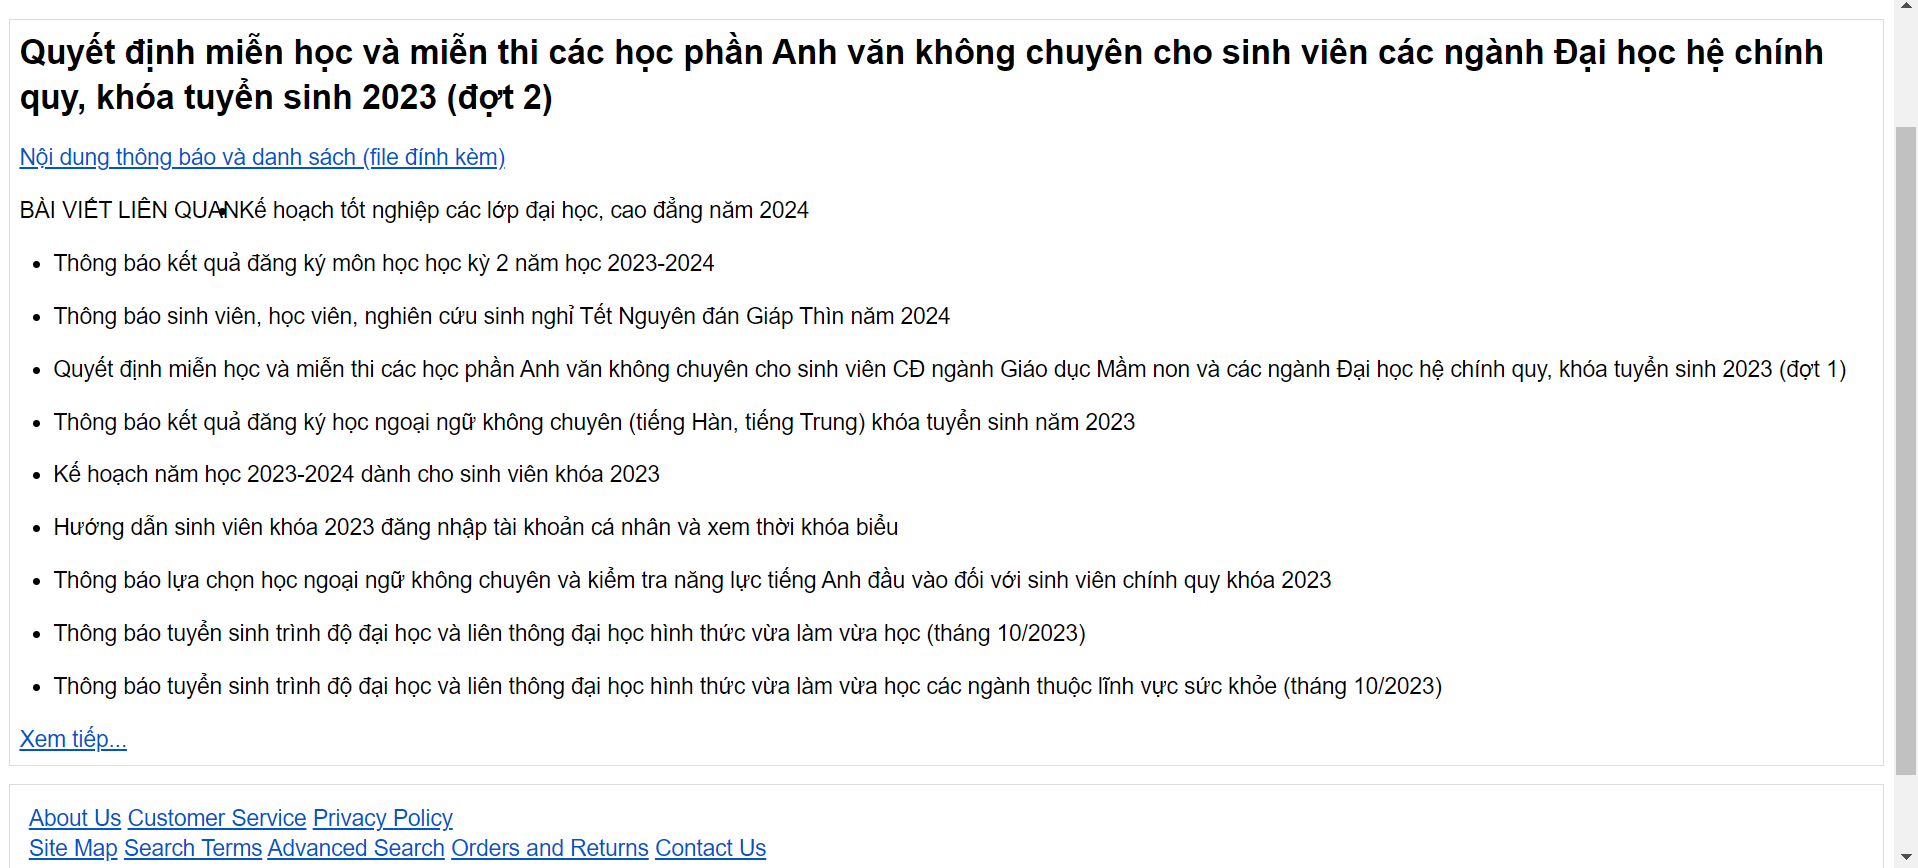 Quyết định miễn học và miễn thi các học phần Anh văn không chuyên cho sinh viên các ngành Đại học hệ chính
quy, khóa tuyển sinh 2023 (đợt 2)
Nội dung thông báo và danh sách (file đính kèm)
BÀI VIẾT LIÊN QUANKế hoạch tốt nghiệp các lớp đại học, cao đẳng năm 2024
• Thông báo kết quả đăng ký môn học học kỳ 2 năm học 2023-2024
• Thông báo sinh viên, học viên, nghiên cứu sinh nghỉ Tết Nguyên đán Giáp Thìn năm 2024
• Quyết định miễn học và miễn thi các học phần Anh văn không chuyên cho sinh viên CĐ ngành Giáo dục Mầm non và các ngành Đại học hệ chính quy, khóa tuyển sinh 2023 (đợt 1)
• Thông báo kết quả đăng ký học ngoại ngữ không chuyên (tiếng Hàn, tiếng Trung) khóa tuyển sinh năm 2023
• Kế hoạch năm học 2023-2024 dành cho sinh viên khóa 2023
• Hướng dẫn sinh viên khóa 2023 đăng nhập tài khoản cá nhân và xem thời khóa biểu
• Thông báo lựa chọn học ngoại ngữ không chuyên và kiểm tra năng lực tiếng Anh đầu vào đối với sinh viên chính quy khóa 2023
• Thông báo tuyển sinh trình độ đại học và liên thông đại học hình thức vừa làm vừa học (tháng 10/2023)
• Thông báo tuyển sinh trình độ đại học và liên thông đại học hình thức vừa làm vừa học các ngành thuộc lĩnh vực sức khỏe (tháng 10/2023)
Xem tiếp...
About Us Customer Service Privacy Policy
Site Map Search Terms Advanced Search Orders and Returns Contact Us